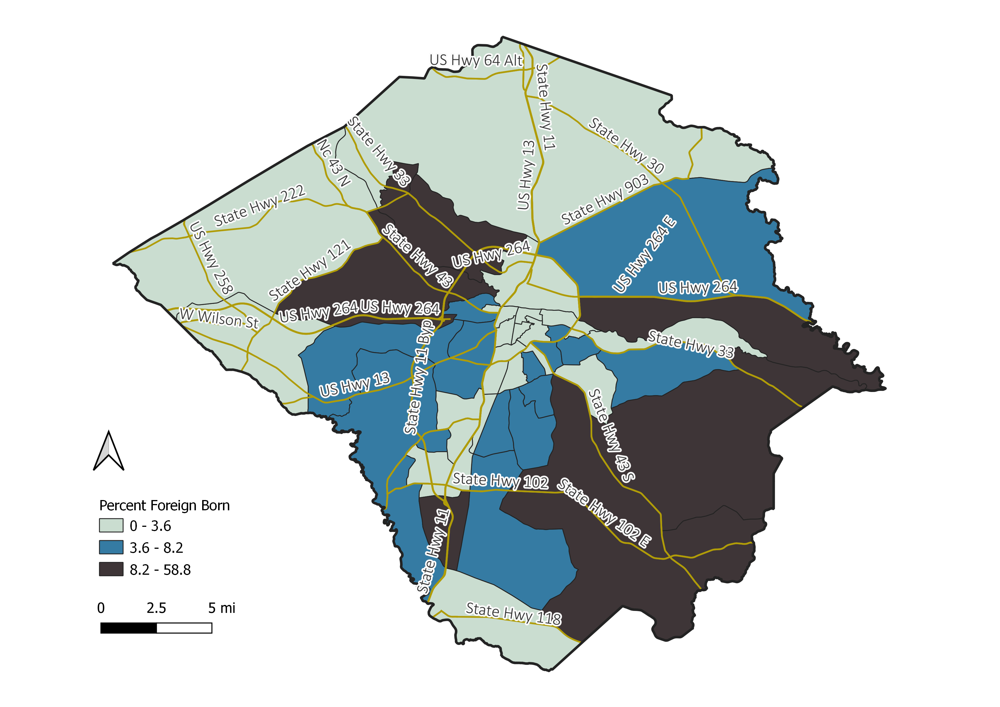 US Hwy 64 Alt
State Hwy 11
State Hwy 33
Nc 43 N
State Hwy 30
US Hwy 13
State Hwy 903
State Hwy 222
US Hwy 258
State Hwy 43
US Hwy 264 E
State Hwy 121
US Hwy 264
US Hwy 264
US Hwy 264
US Hwy 264
W Wilson St
State Hwy 11 Byp
State Hwy 33
US Hwy 13
State Hwy 43 S
State Hwy 102
State Hwy 102 E
State Hwy 11
State Hwy 118
Percent Foreign Born
0 - 3.6
3.6 - 8.2
8.2 - 58.8
0 2.5 5 mi